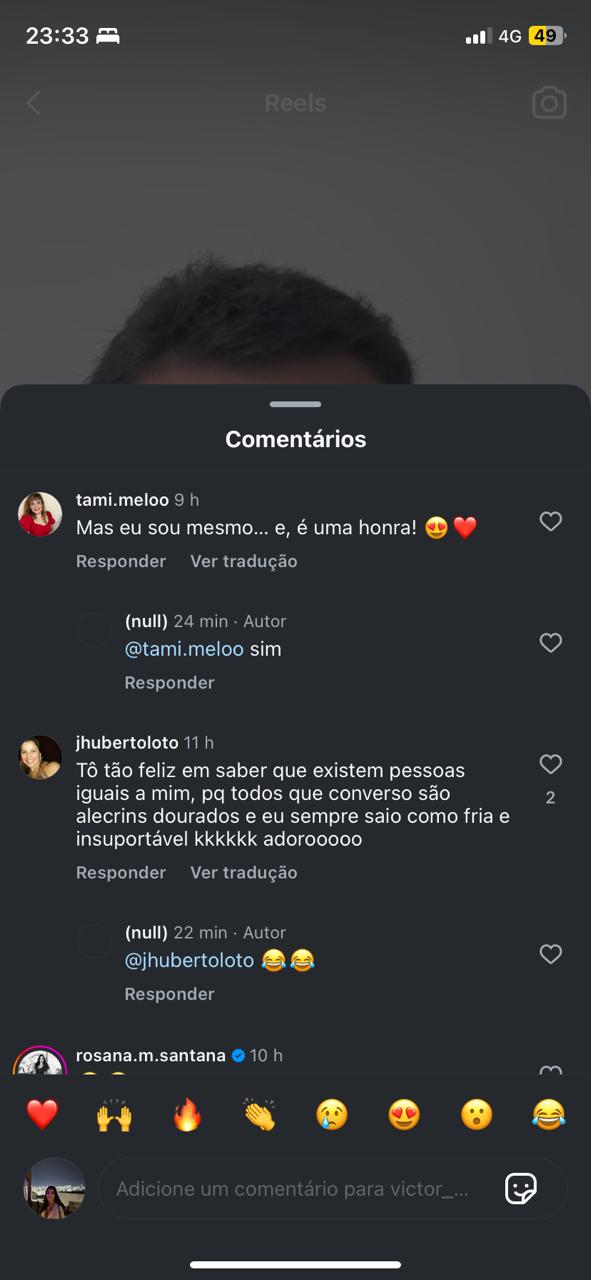 23:33
4G 49
Reels
Comentários
tami.meloo 9 h
Mas eu sou mesmo... e, é uma honra! 😍❤️
Responder Ver tradução
(null) 24 min · Autor
@tami.meloo sim
Responder
jhubertoloto 11 h
Tô tão feliz em saber que existem pessoas
iguais a mim, pq todos que converso são
alecrins dourados e eu sempre saio como fria e
insuportável kkkkkk adorooooo
2
Responder Ver tradução
(null) 22 min · Autor
@jhubertoloto 😂😂
Responder
rosana.m.santana 10 h
❤️🙌🔥👏😢😍😮😂
Adicione um comentário para victor_...